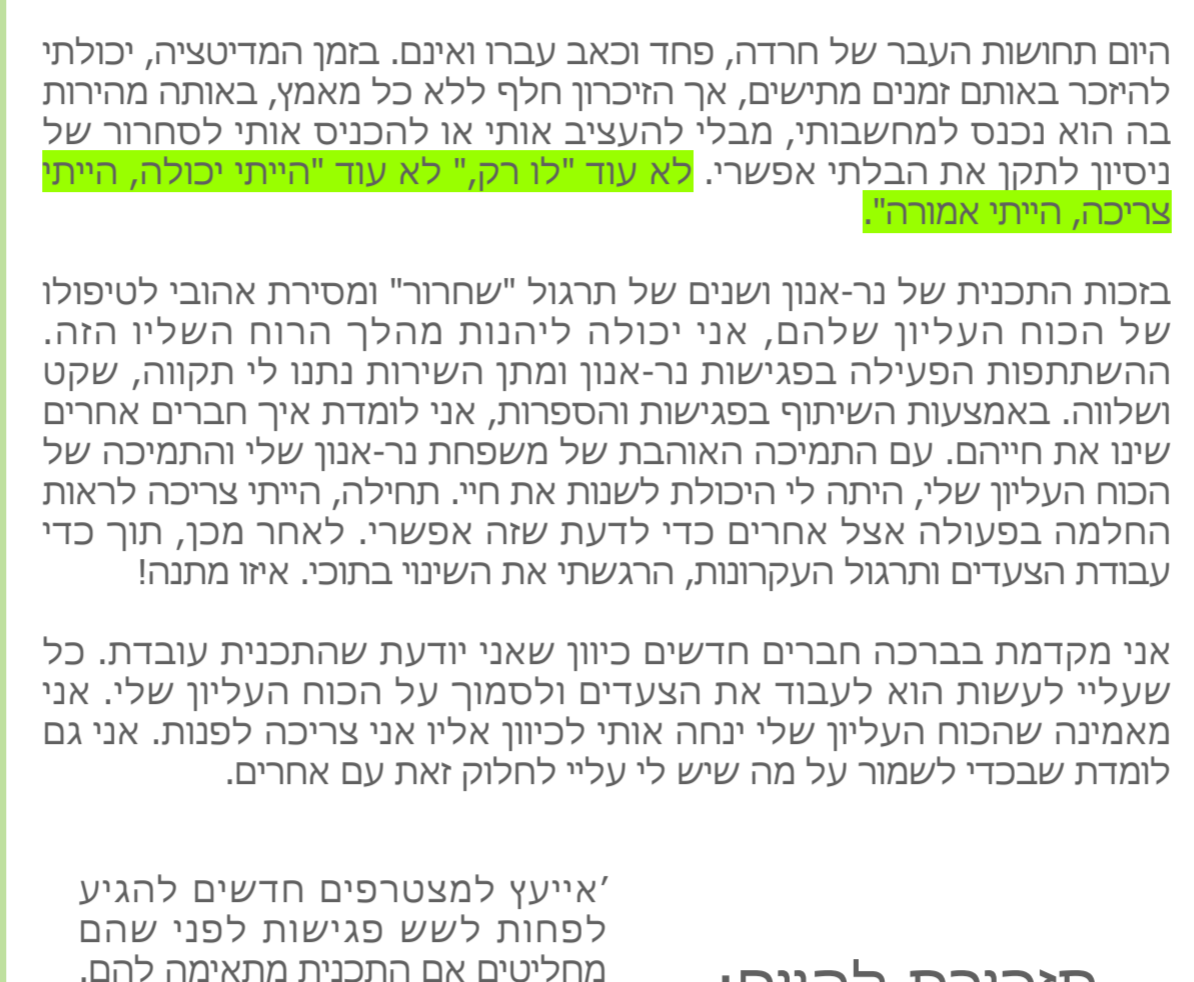 היום תחושות העבר של חרדה, פחד וכאב עברו ואינם. בזמן המדיטציה, יכולתי
להיזכר באותם זמנים מתישים, אך הזיכרון חלף ללא כל מאמץ, באותה מהירות
בה הוא נכנס למחשבותי, מבלי להעציב אותי או להכניס אותי לסחרור של
ניסיון לתקן את הבלתי אפשרי. לא עוד "לו רק," לא עוד "הייתי יכולה, הייתי
צריכה, הייתי אמורה".
בזכות התכנית של נר-אנון ושנים של תרגול "שחרור" ומסירת אהובי לטיפולו
של הכוח העליון שלהם, אני יכולה ליהנות מהלך הרוח השליו הזה.
ההשתתפות הפעילה בפגישות נר-אנון ומתן השירות נתנו לי תקווה, שקט
ושלווה. באמצעות השיתוף בפגישות והספרות, אני לומדת איך חברים אחרים
שינו את חייהם. עם התמיכה האוהבת של משפחת נר-אנון שלי והתמיכה של
הכוח העליון שלי, היתה לי היכולת לשנות את חיי. תחילה, הייתי צריכה לראות
החלמה בפעולה אצל אחרים כדי לדעת שזה אפשרי. לאחר מכן, תוך כדי
עבודת הצעדים ותרגול העקרונות, הרגשתי את השינוי בתוכי. איזו מתנה!
אני מקדמת בברכה חברים חדשים כיוון שאני יודעת שהתכנית עובדת. כל
שעליי לעשות הוא לעבוד את הצעדים ולסמוך על הכוח העליון שלי. אני
מאמינה שהכוח העליון שלי ינחה אותי לכיוון אליו אני צריכה לפנות. אני גם
לומדת שבכדי לשמור על מה שיש לי עליי לחלוק זאת עם אחרים.
'אייעץ למצטרפים חדשים להגיע
לפחות לשש פגישות לפני שהם
מחליטים אם התכנית מתאימה להם.